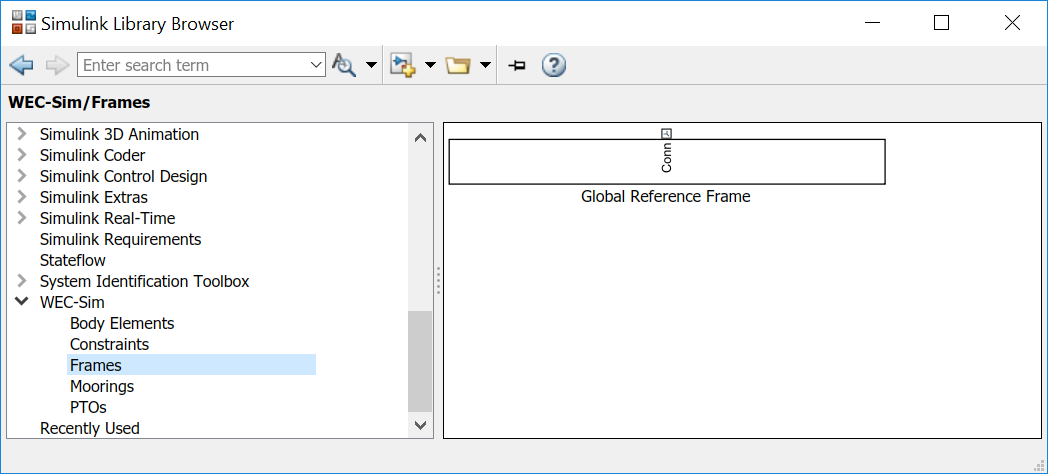 Simulink Library Browser
Enter search term
WEC-Sim/Frames
Simulink 3D Animation
Simulink Coder
Simulink Control Design
Simulink Extras
Simulink Real-Time
Simulink Requirements
Stateflow
System Identification Toolbox
WEC-Sim
Body Elements
Constraints
Frames
Moorings
PTOs
Recently Used
Conn
Global Reference Frame